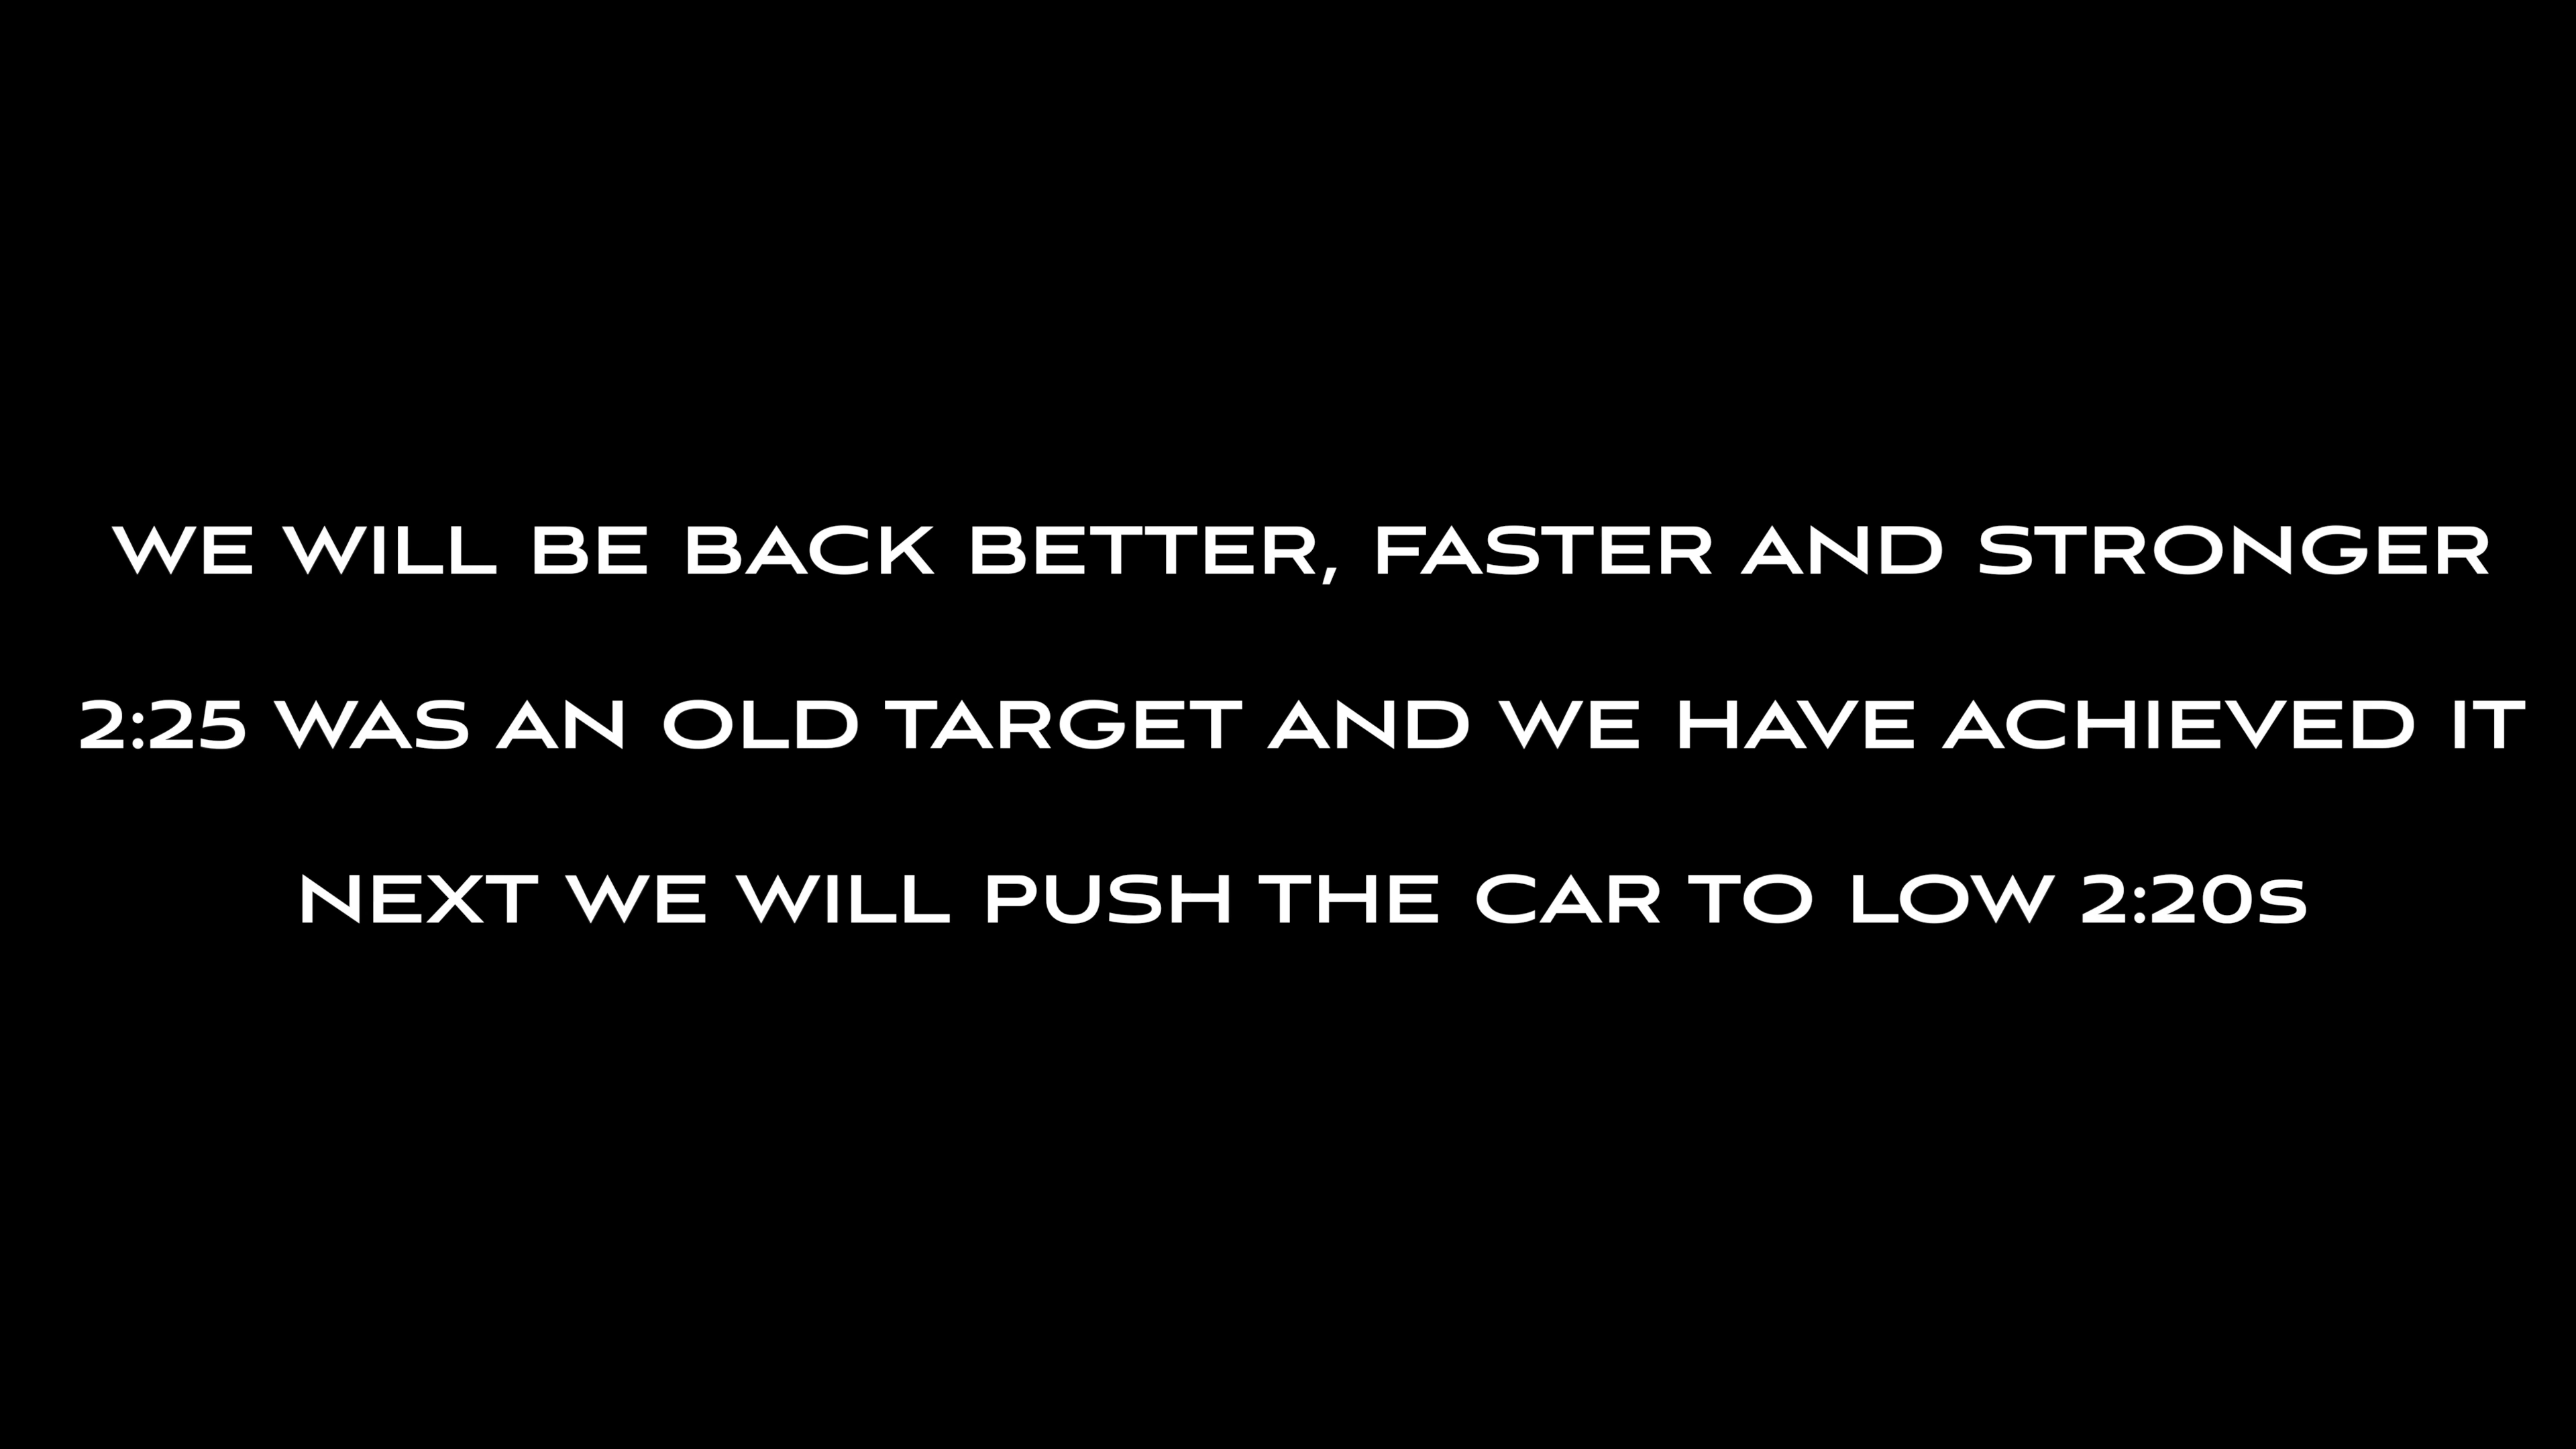 WE WILL BE BACK BETTER, FASTER AND STRONGER
2:25 WAS AN OLD TARGET AND WE HAVE ACHIEVED IT
NEXT WE WILL PUSH THE CAR TO LOW 2:20s